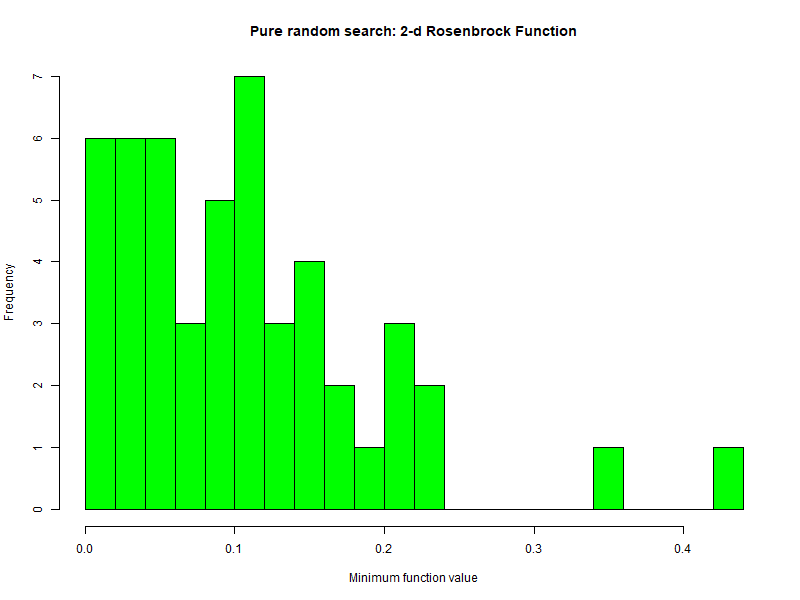 Pure random search: 2-d Rosenbrock Function
7
6
5
4
3
2
1
0
Frequency
0.0 0.1 0.2 0.3 0.4
Minimum function value